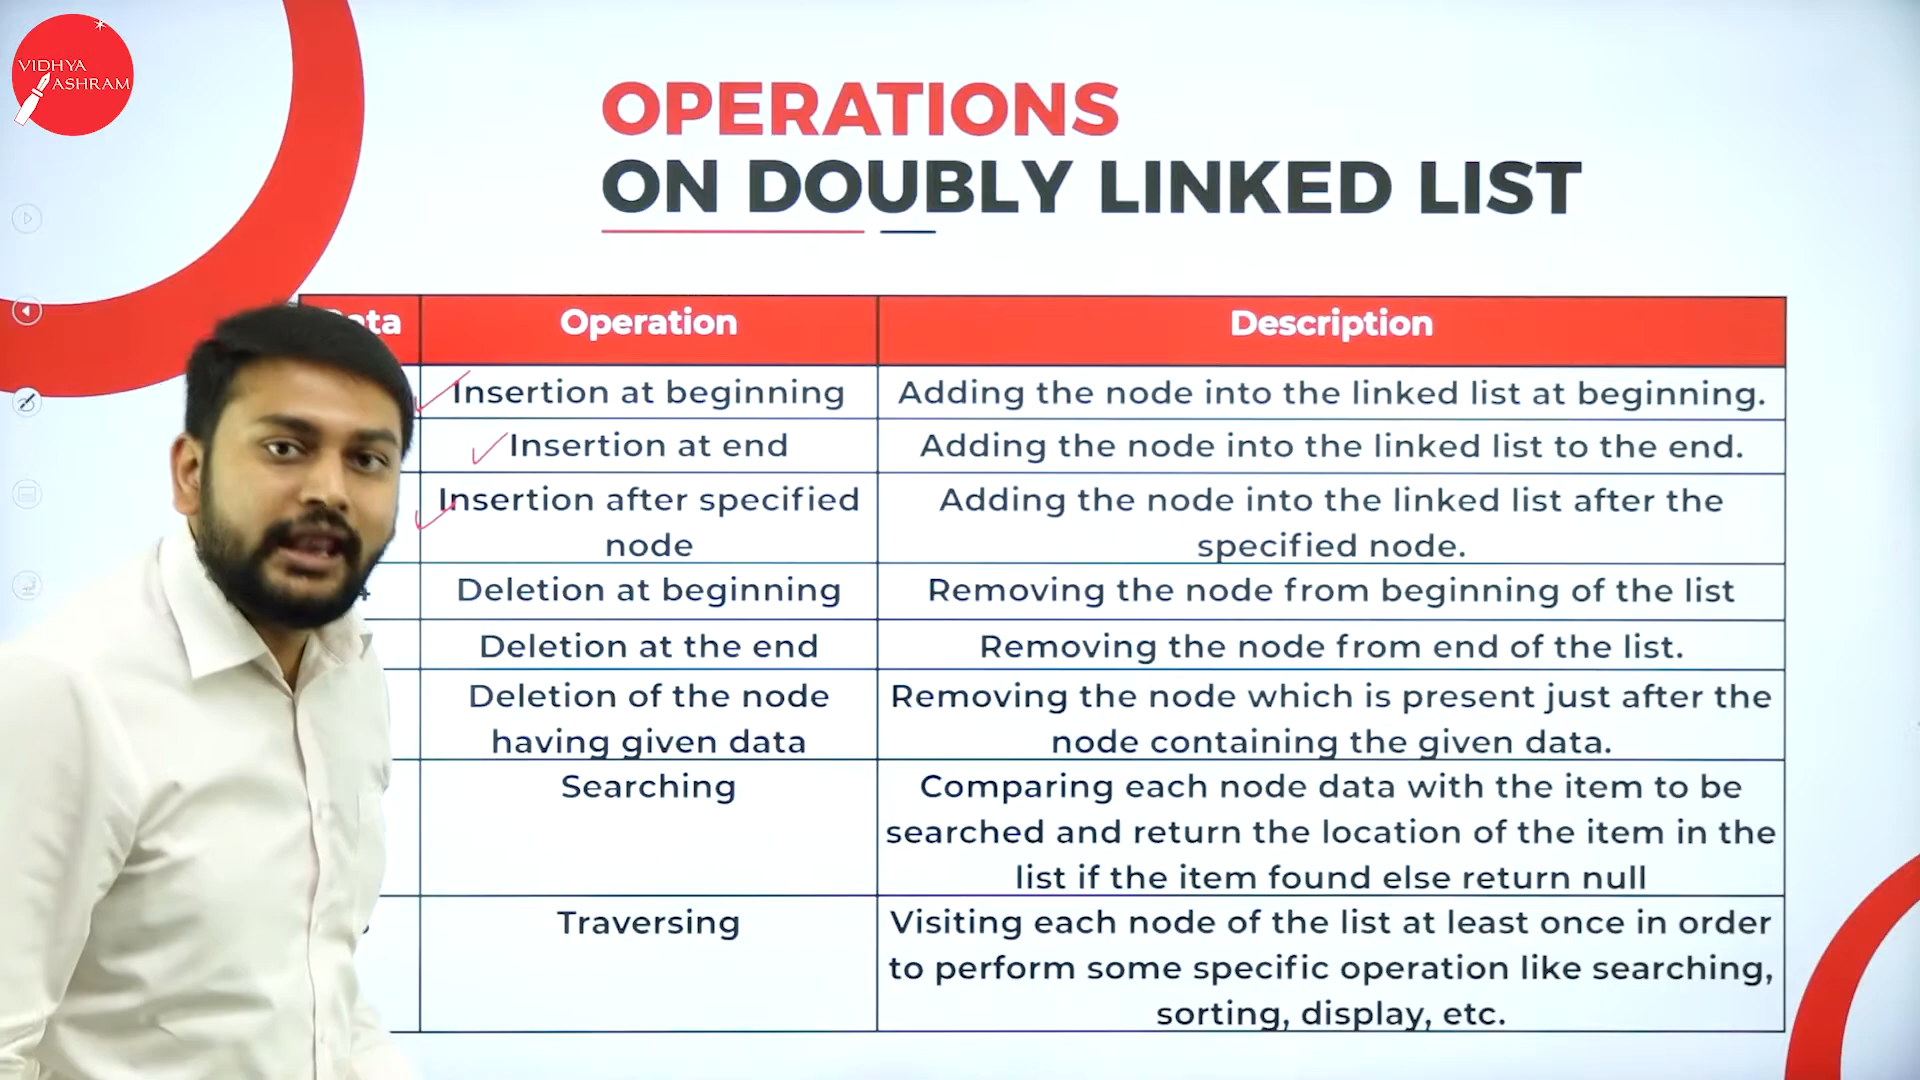 VIDHYA
ASHRAM
OPERATIONS
ON DOUBLY LINKED LIST
Operation
Description
Insertion at beginning
Adding the node into the linked list at beginning.
Insertion at end
Adding the node into the linked list to the end.
Insertion after specified
node
Adding the node into the linked list after the
specified node.
Deletion at beginning
Removing the node from beginning of the list
Deletion at the end
Removing the node from end of the list.
Deletion of the node
having given data
Removing the node which is present just after the
node containing the given data.
Searching
Comparing each node data with the item to be
searched and return the location of the item in the
list if the item found else return null
Traversing
Visiting each node of the list at least once in order
to perform some specific operation like searching,
sorting, display, etc.